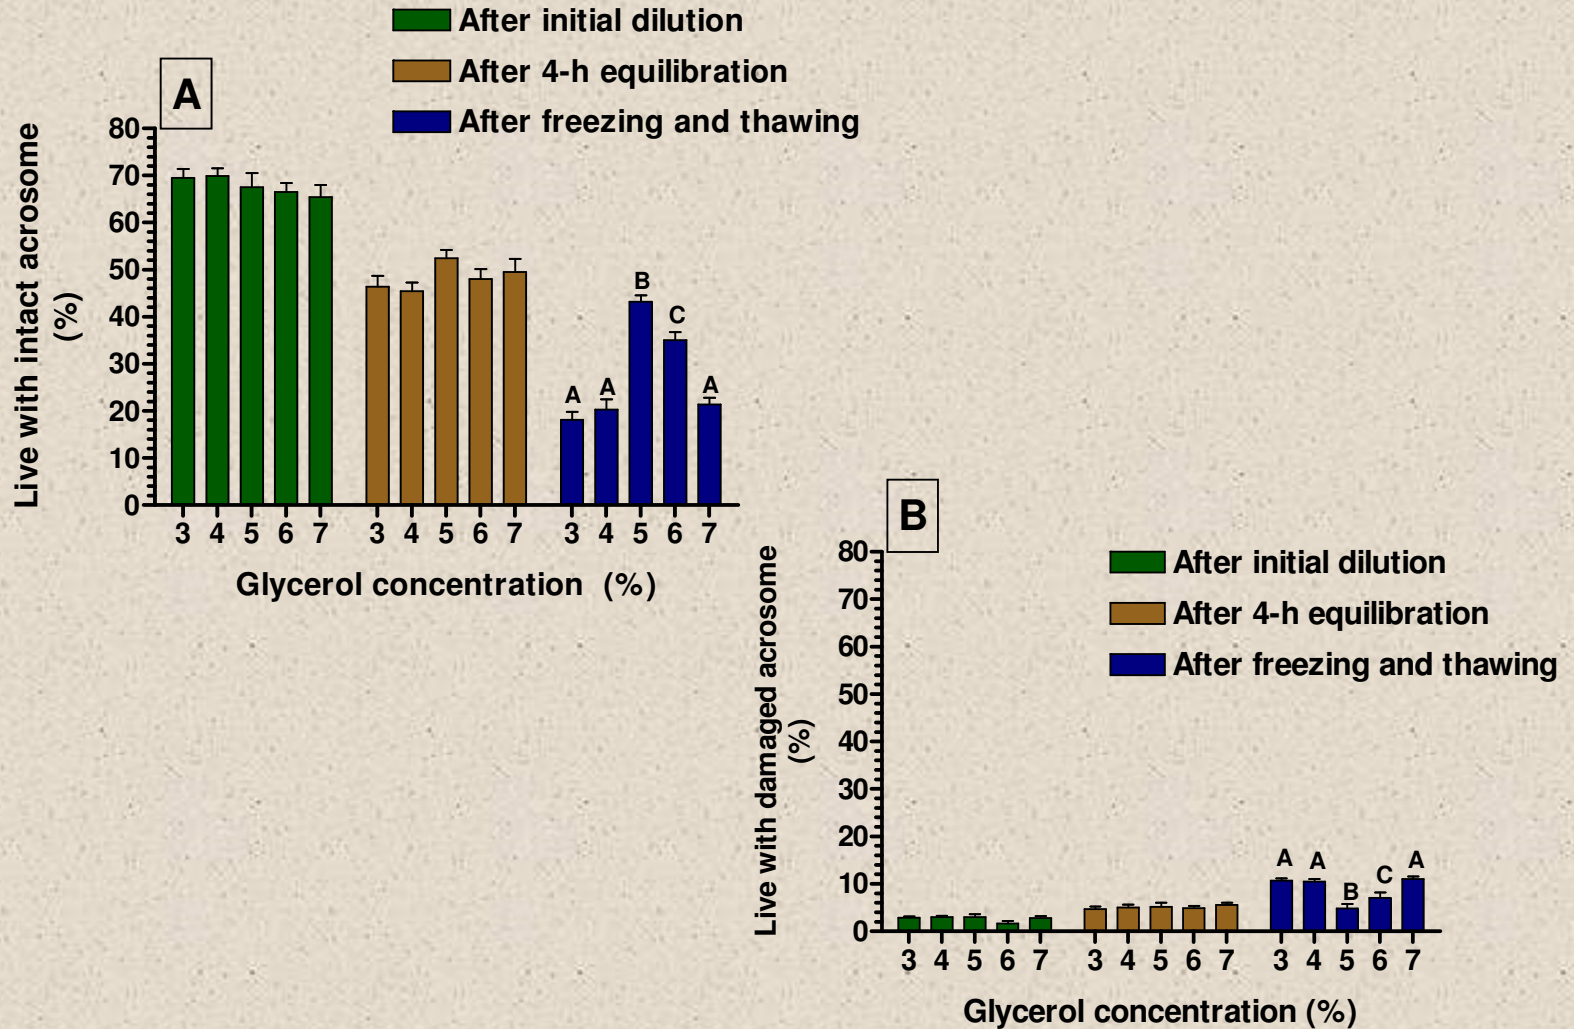 After initial dilution
After 4-h equilibration
After freezing and thawing
A
Live with intact acrosome
(%)
80
70
60
50
40
30
20
10
0
A A B C A
3 4 5 6 7 3 4 5 6 7 3 4 5 6 7
Glycerol concentration (%)
B
After initial dilution
After 4-h equilibration
After freezing and thawing
Live with damaged acrosome
(%)
80
70
60
50
40
30
20
10
0
A A B C A
3 4 5 6 7 3 4 5 6 7 3 4 5 6 7
Glycerol concentration (%)